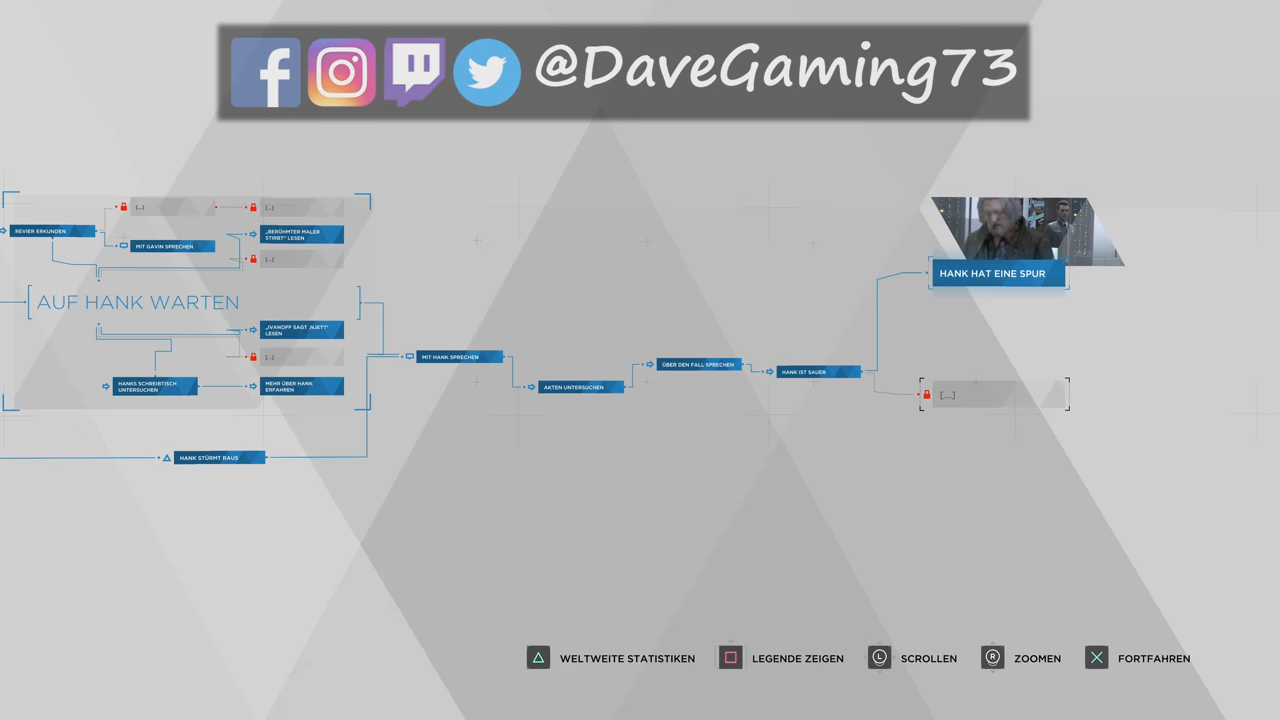 @DaveGaming73
[...]
[...]
REVIER ERKUNDEN
„BERÜHMTER MALER
STIRBT" LESEN
MIT GAVIN SPRECHEN
[...]
HANK HAT EINE SPUR
AUF HANK WARTEN
„IVANOFF SAGT ‚NJET'!"
LESEN
[...]
MIT HANK SPRECHEN
ÜBER DEN FALL SPRECHEN
HANK IST SAUER
HANKS SCHREIBTISCH
UNTERSUCHEN
MEHR ÜBER HANK
ERFAHREN
AKTEN UNTERSUCHEN
[...]
HANK STÜRMT RAUS
WELTWEITE STATISTIKEN
LEGENDE ZEIGEN
L
SCROLLEN
R
ZOOMEN
FORTFAHREN